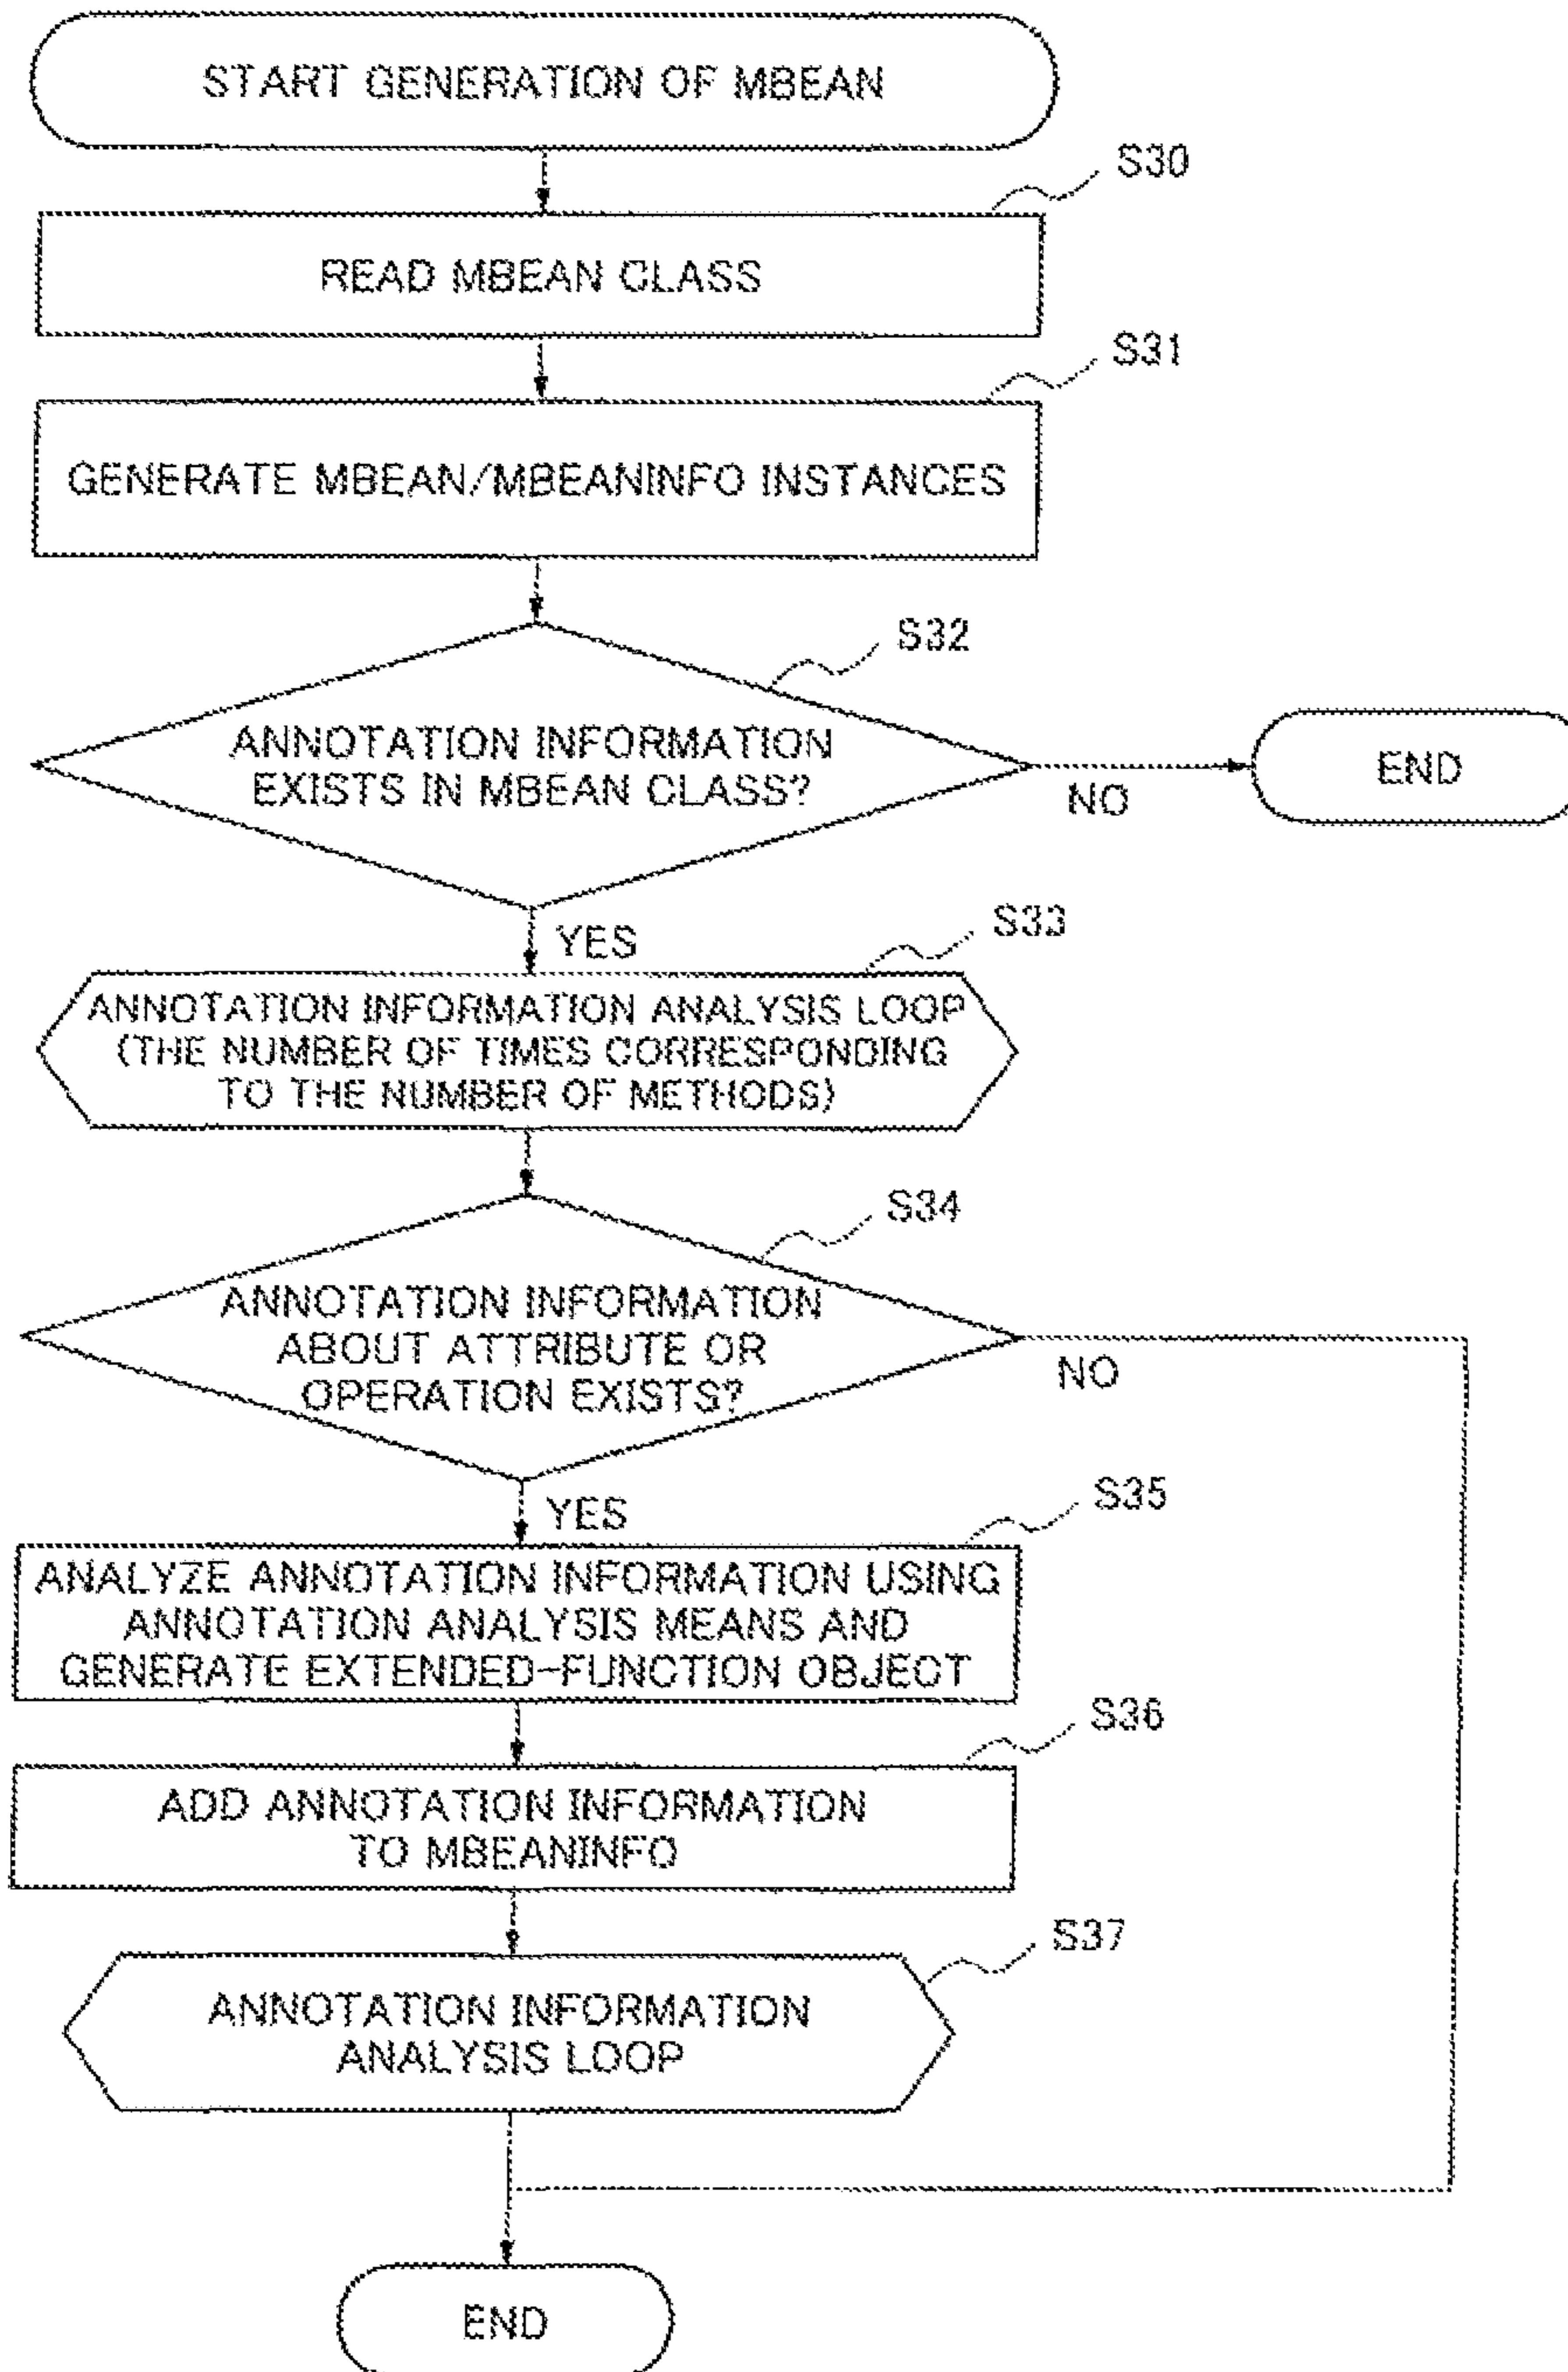 START GENERATION OF MBEAN
S30
READ MBEAN CLASS
S31
GENERATE MBEAN/MBEANINFO INSTANCES
S32
ANNOTATION INFORMATION
EXISTS IN MBEAN CLASS?
NO
END
YES
S33
ANNOTATION INFORMATION ANALYSIS LOOP
(THE NUMBER OF TIMES CORRESPONDING
TO THE NUMBER OF METHODS)
S34
ANNOTATION INFORMATION
ABOUT ATTRIBUTE OR
OPERATION EXISTS?
NO
YES
S35
ANALYZE ANNOTATION INFORMATION USING
ANNOTATION ANALYSIS MEANS AND
GENERATE EXTENDED-FUNCTION OBJECT
S36
ADD ANNOTATION INFORMATION
TO MBEANINFO
S37
ANNOTATION INFORMATION
ANALYSIS LOOP
END